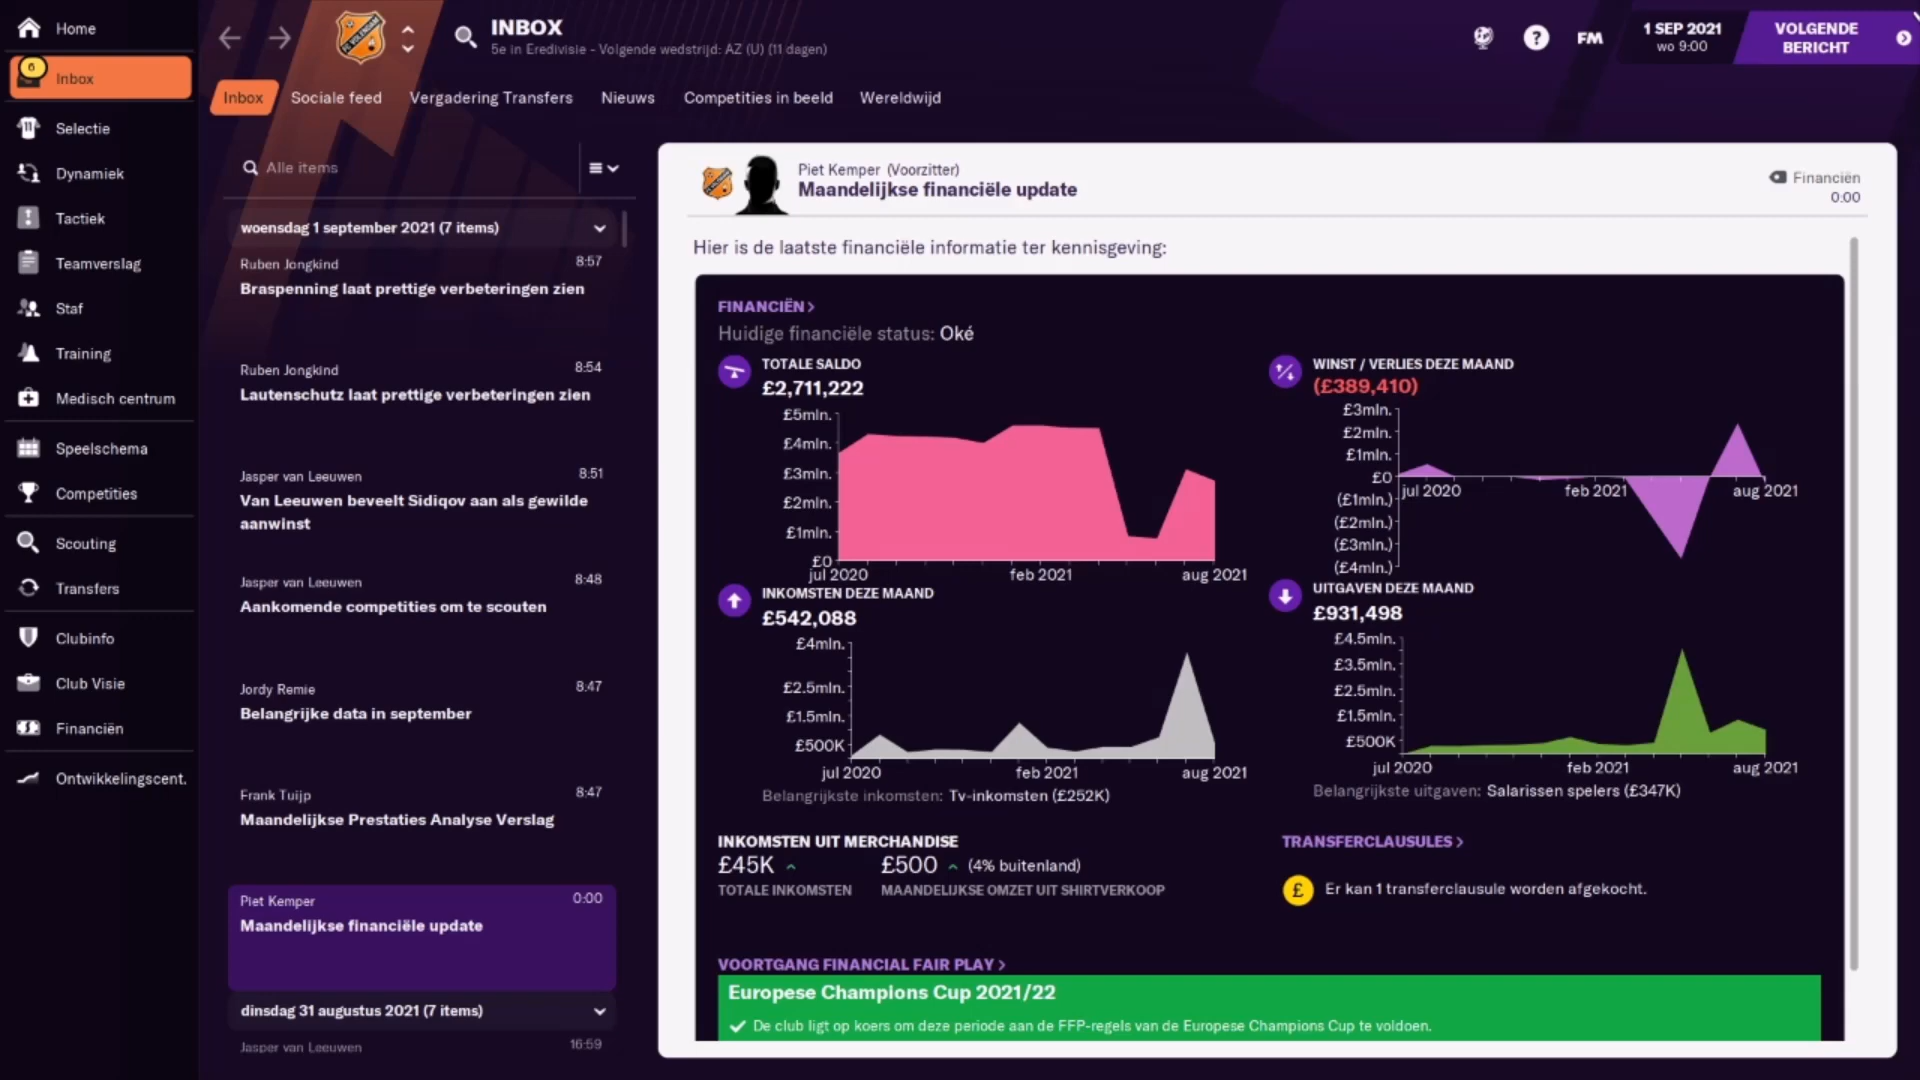 Home
6
Inbox
Selectie
Dynamiek
Tactiek
Teamverslag
Staf
Training
Medisch centrum
Speelschema
Competities
Scouting
Transfers
Clubinfo
Club Visie
Financiën
Ontwikkelingscent.
INBOX
5e in Eredivisie - Volgende wedstrijd: AZ (U) (11 dagen)
FM
1 SEP 2021
wo 9:00
VOLGENDE
BERICHT
Inbox Sociale feed Vergadering Transfers Nieuws Competities in beeld Wereldwijd
Alle items
woensdag 1 september 2021 (7 items)
Ruben Jongkind 8:57
Braspenning laat prettige verbeteringen zien
Ruben Jongkind 8:54
Lautenschutz laat prettige verbeteringen zien
Jasper van Leeuwen 8:51
Van Leeuwen beveelt Sidiqov aan als gewilde
aanwinst
Jasper van Leeuwen 8:48
Aankomende competities om te scouten
Jordy Remie 8:47
Belangrijke data in september
Frank Tuijp 8:47
Maandelijkse Prestaties Analyse Verslag
Piet Kemper 0:00
Maandelijkse financiële update
dinsdag 31 augustus 2021 (7 items)
Jasper van Leeuwen 16:59
Piet Kemper (Voorzitter)
Maandelijkse financiële update
Financiën
0:00
Hier is de laatste financiële informatie ter kennisgeving:
FINANCIËN >
Huidige financiële status: Oké
TOTALE SALDO
£2,711,222
£5mln.
£4mln.
£3mln.
£2mln.
£1mln.
£0
jul 2020 feb 2021 aug 2021
WINST / VERLIES DEZE MAAND
(£389,410)
£3mln.
£2mln.
£1mln.
£0
(£1mln.)
(£2mln.)
(£3mln.)
(£4mln.)
jul 2020 feb 2021 aug 2021
INKOMSTEN DEZE MAAND
£542,088
£4mln.
£2.5mln.
£1.5mln.
£500K
jul 2020 feb 2021 aug 2021
Belangrijkste inkomsten: Tv-inkomsten (£252K)
UITGAVEN DEZE MAAND
£931,498
£4.5mln.
£3.5mln.
£2.5mln.
£1.5mln.
£500K
jul 2020 feb 2021 aug 2021
Belangrijkste uitgaven: Salarissen spelers (£347K)
INKOMSTEN UIT MERCHANDISE
£45K £500 (4% buitenland)
TOTALE INKOMSTEN MAANDELIJKSE OMZET UIT SHIRTVERKOOP
TRANSFERCLAUSULES >
£ Er kan 1 transferclausule worden afgekocht.
VOORTGANG FINANCIAL FAIR PLAY >
Europese Champions Cup 2021/22
De club ligt op koers om deze periode aan de FFP-regels van de Europese Champions Cup te voldoen.